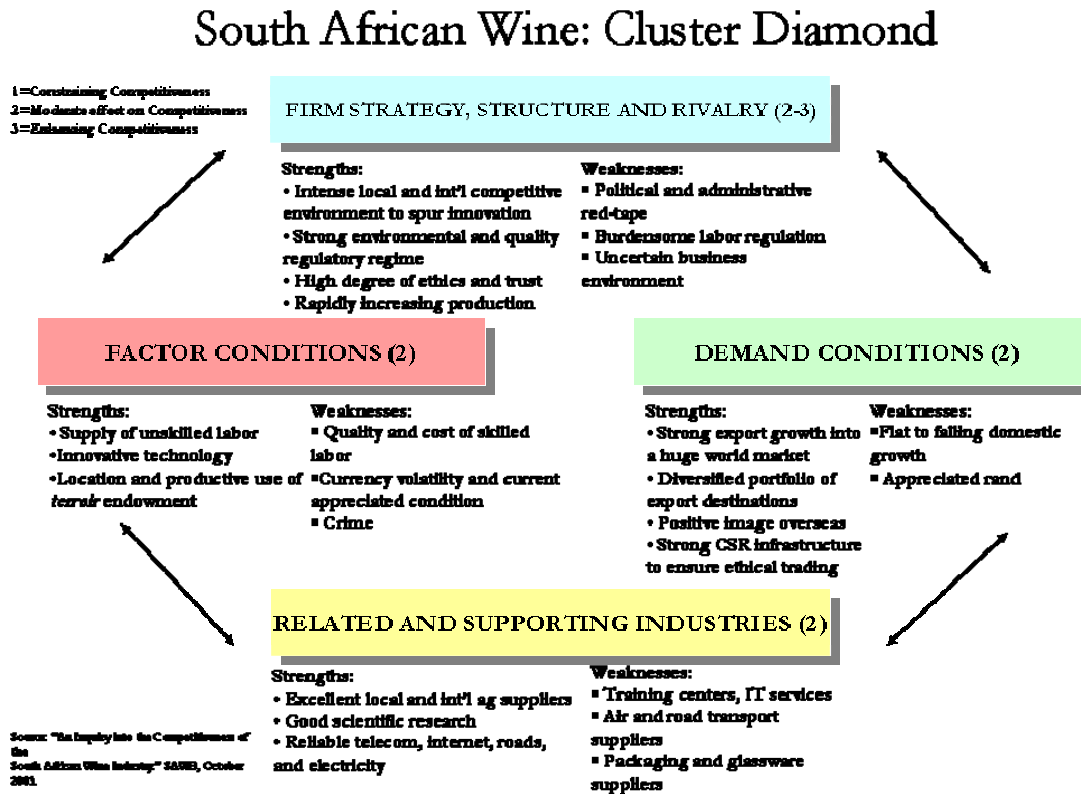 South African Wine: Cluster Diamond
1=Constraining Competitiveness
2=Moderate effect on Competitiveness
3=Enhancing Competitiveness
FIRM STRATEGY, STRUCTURE AND RIVALRY (2-3)
Strengths:
• Intense local and int'l competitive
environment to spur innovation
• Strong environmental and quality
regulatory regime
• High degree of ethics and trust
• Rapidly increasing production
Weaknesses:
▪ Political and administrative
red-tape
▪ Burdensome labor regulation
▪ Uncertain business
environment
FACTOR CONDITIONS (2)
Strengths:
• Supply of unskilled labor
• Innovative technology
• Location and productive use of
terroir endowment
Weaknesses:
▪ Quality and cost of skilled
labor
▪ Currency volatility and current
appreciated condition
▪ Crime
DEMAND CONDITIONS (2)
Strengths:
• Strong export growth into
a huge world market
• Diversified portfolio of
export destinations
• Positive image overseas
• Strong CSR infrastructure
to ensure ethical trading
Weaknesses:
▪ Flat to falling domestic
growth
▪ Appreciated rand
RELATED AND SUPPORTING INDUSTRIES (2)
Strengths:
• Excellent local and int'l ag suppliers
• Good scientific research
• Reliable telecom, internet, roads,
and electricity
Weaknesses:
▪ Training centers, IT services
▪ Air and road transport
suppliers
▪ Packaging and glassware
suppliers
Source: "An Inquiry into the Competitiveness of
the
South African Wine Industry." October